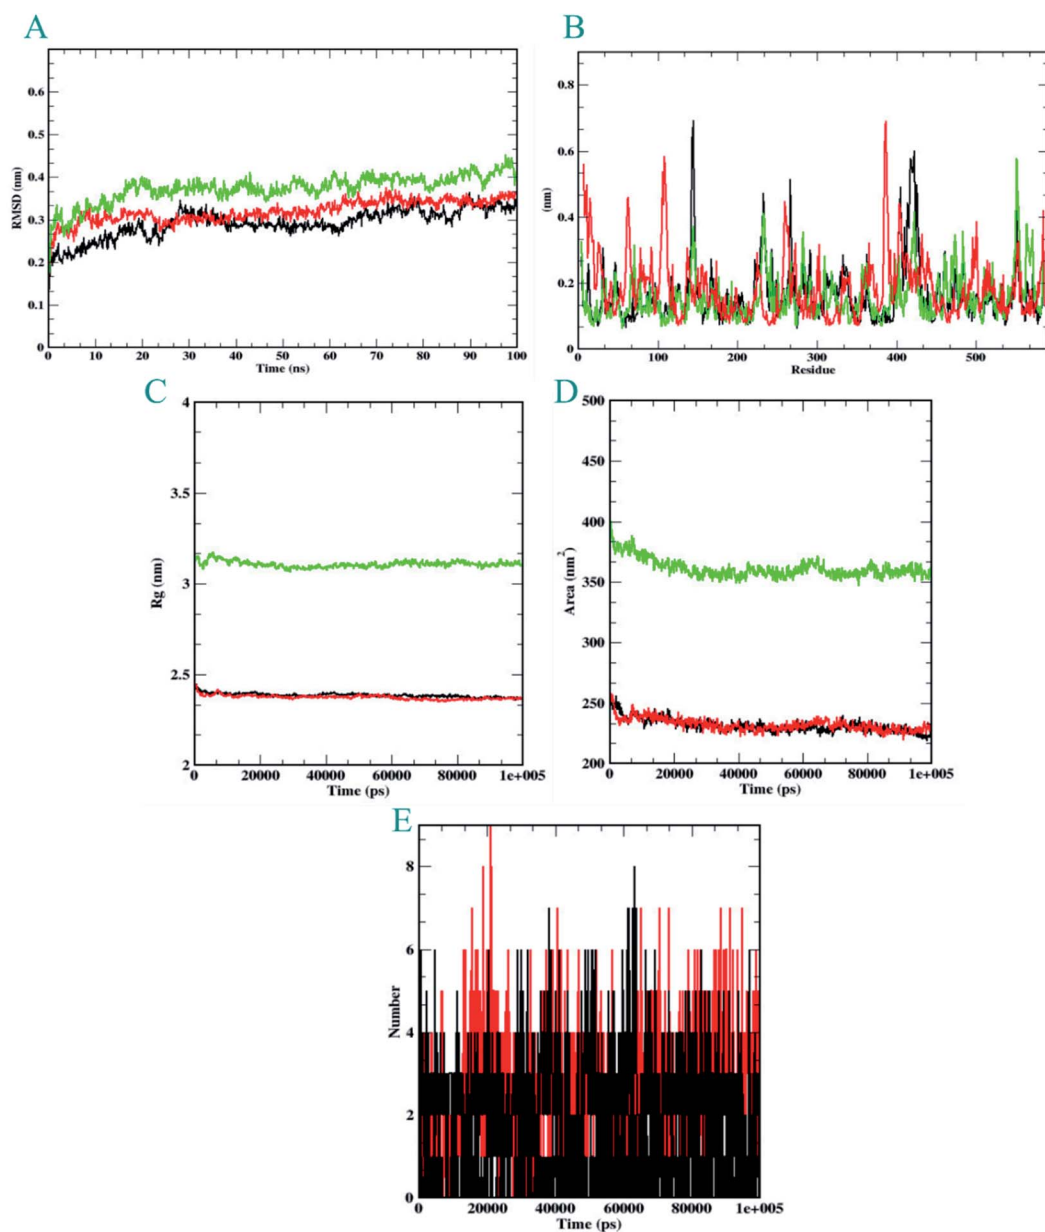 A
RMSD (nm)
0.6
0.5
0.4
0.3
0.2
0.1
0
0 10 20 30 40 50 60 70 80 90 100
Time (ns)
B
(nm)
0.8
0.6
0.4
0.2
0
0 100 200 300 400 500
Residue
C
Rg (nm)
4
3.5
3
2.5
2
0 20000 40000 60000 80000 1e+005
Time (ps)
D
Area (nm²)
500
450
400
350
300
250
200
0 20000 40000 60000 80000 1e+005
Time (ps)
E
Number
8
6
4
2
0
0 20000 40000 60000 80000 1e+005
Time (ps)